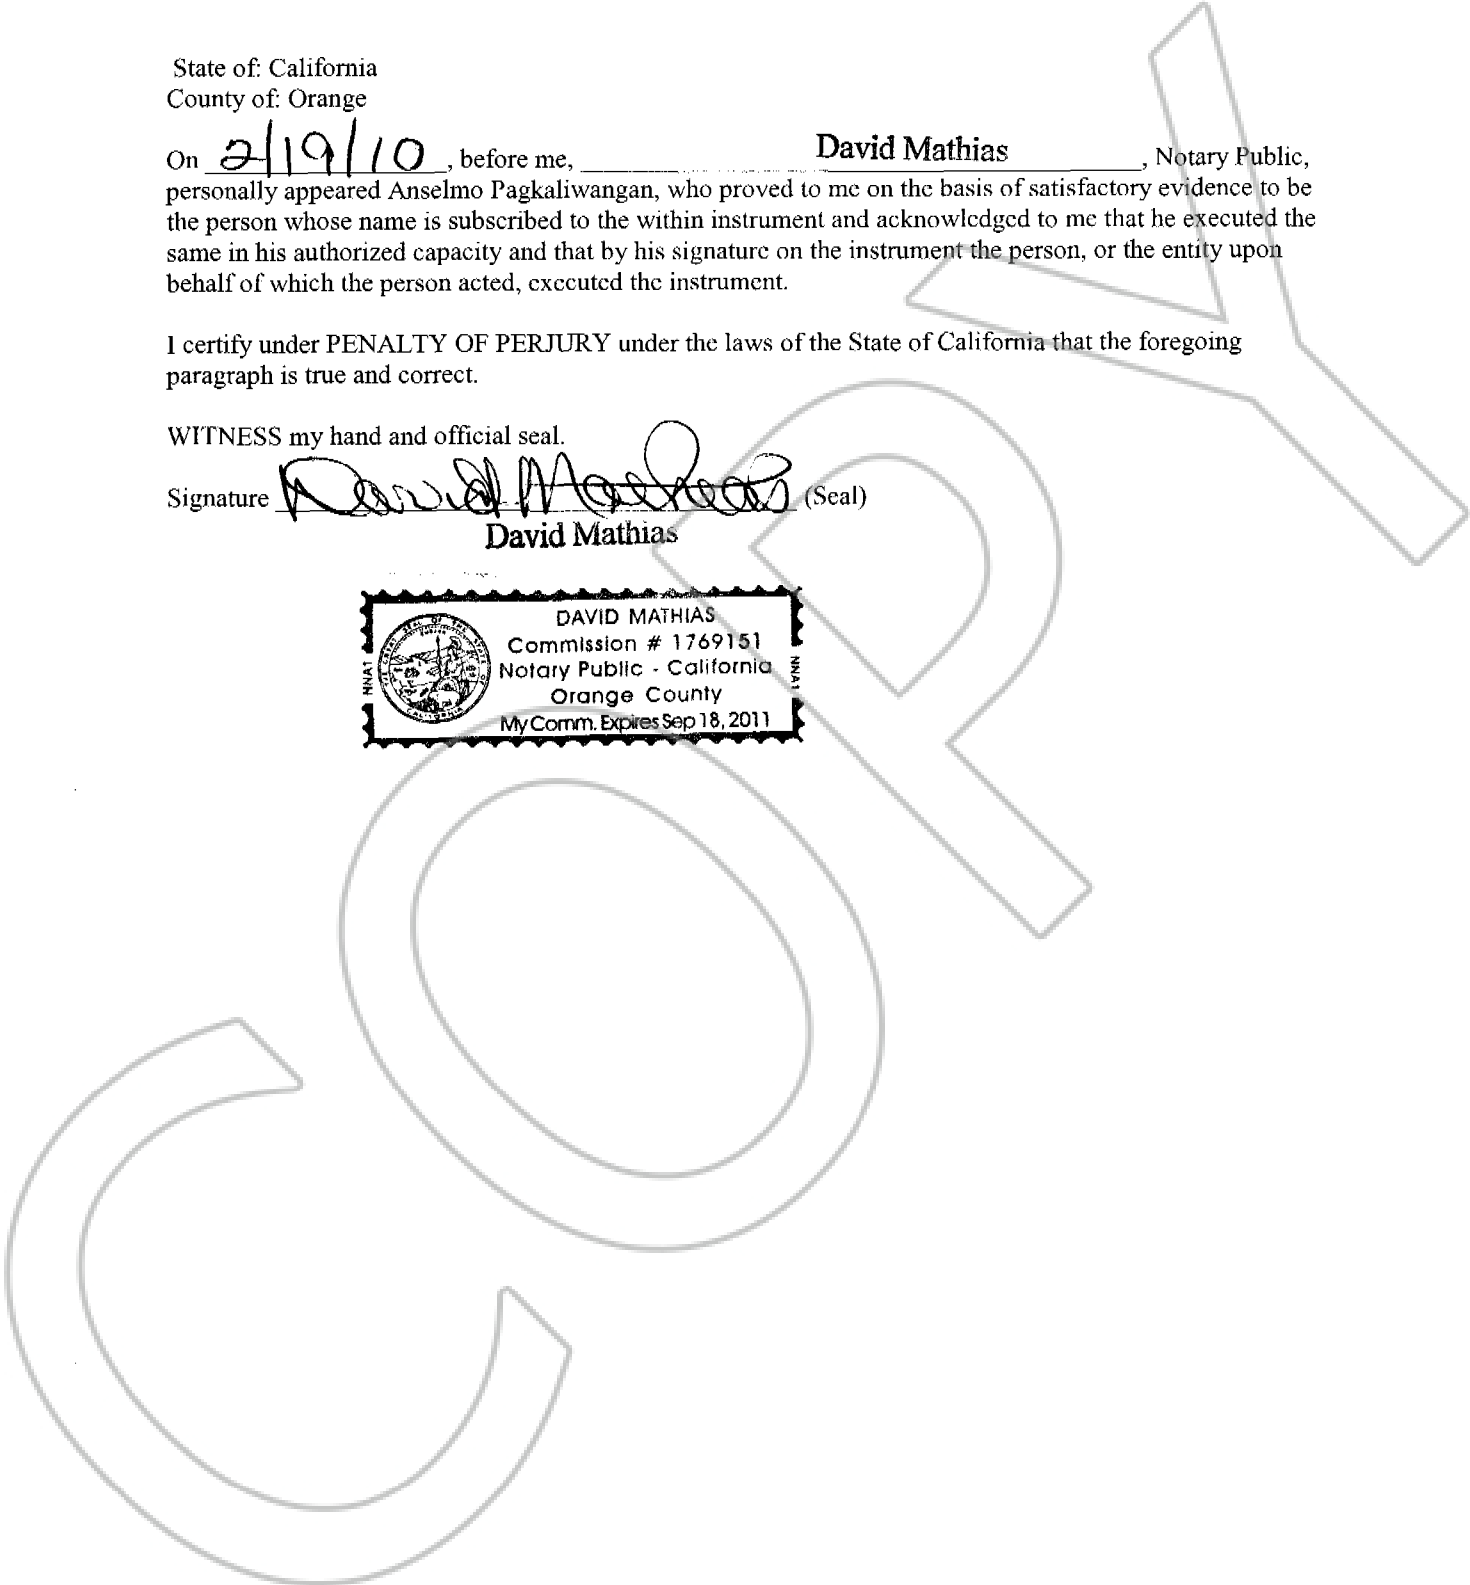 State of: California
County of: Orange
On 2/19/10, before me, David Mathias, Notary Public,
personally appeared Anselmo Pagkaliwangan, who proved to me on the basis of satisfactory evidence to be
the person whose name is subscribed to the within instrument and acknowledged to me that he executed the
same in his authorized capacity and that by his signature on the instrument the person, or the entity upon
behalf of which the person acted, executed the instrument.
I certify under PENALTY OF PERJURY under the laws of the State of California that the foregoing
paragraph is true and correct.
WITNESS my hand and official seal.
Signature David Mathias (Seal)
David Mathias
DAVID MATHIAS
Commission # 1769151
Notary Public - California
Orange County
My Comm. Expires Sep 18, 2011
NNA1
NNA1
COPY